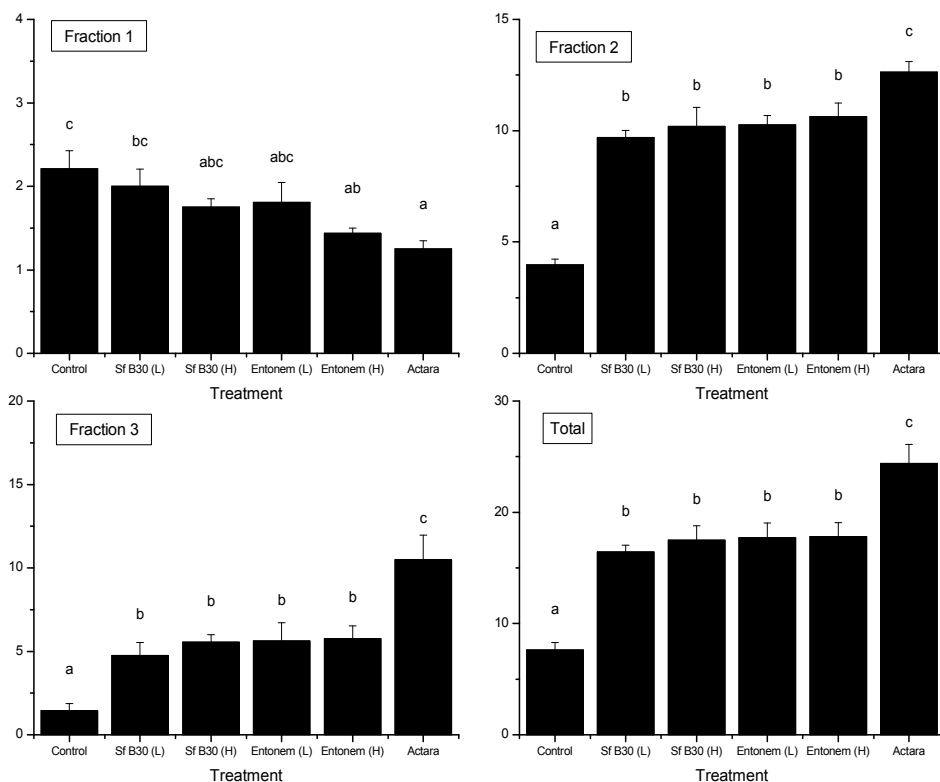 Fraction 1
4
3
2
1
0
c
bc
abc
abc
ab
a
Control
Sf B30 (L)
Sf B30 (H)
Entonem (L)
Entonem (H)
Actara
Treatment
Fraction 2
15
10
5
0
a
b
b
b
b
c
Control
Sf B30 (L)
Sf B30 (H)
Entonem (L)
Entonem (H)
Actara
Treatment
Fraction 3
20
15
10
5
0
a
b
b
b
b
c
Control
Sf B30 (L)
Sf B30 (H)
Entonem (L)
Entonem (H)
Actara
Treatment
Total
30
20
10
0
a
b
b
b
b
c
Control
Sf B30 (L)
Sf B30 (H)
Entonem (L)
Entonem (H)
Actara
Treatment